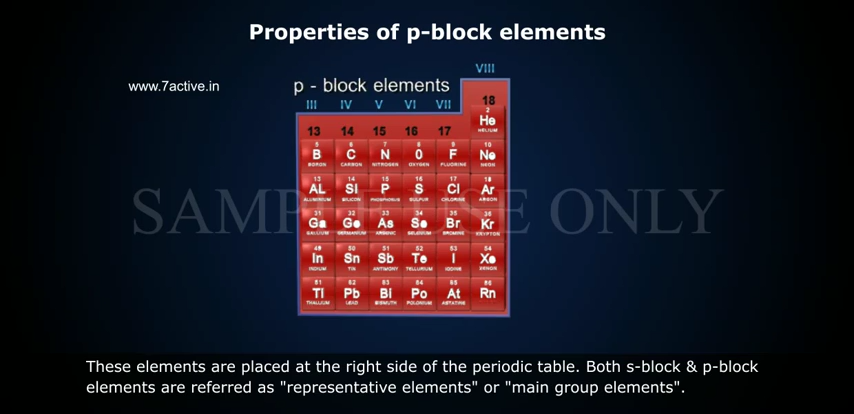 Properties of p-block elements
VIII
www.7active.in
p - block elements
III IV V VI VII
18
2
He
HELIUM
13 14 15 16 17
5 6 7 8 9 10
B C N O F Ne
BORON CARBON NITROGEN OXYGEN FLUORINE NEON
13 14 15 16 17 18
AL Si P S Cl Ar
ALUMINIUM SILICON PHOSPHORUS SULFUR CHLORINE ARGON
SAMPLE USE ONLY
31 32 33 34 35 36
Ga Ge As Se Br Kr
GALLIUM GERMANIUM ARSENIC SELENIUM BROMINE KRYPTON
49 50 51 52 53 54
In Sn Sb Te I Xe
INDIUM TIN ANTIMONY TELLURIUM IODINE XENON
81 82 83 84 85 86
Tl Pb Bi Po At Rn
THALLIUM LEAD BISMUTH POLONIUM ASTATINE
These elements are placed at the right side of the periodic table. Both s-block & p-block
elements are referred as "representative elements" or "main group elements".